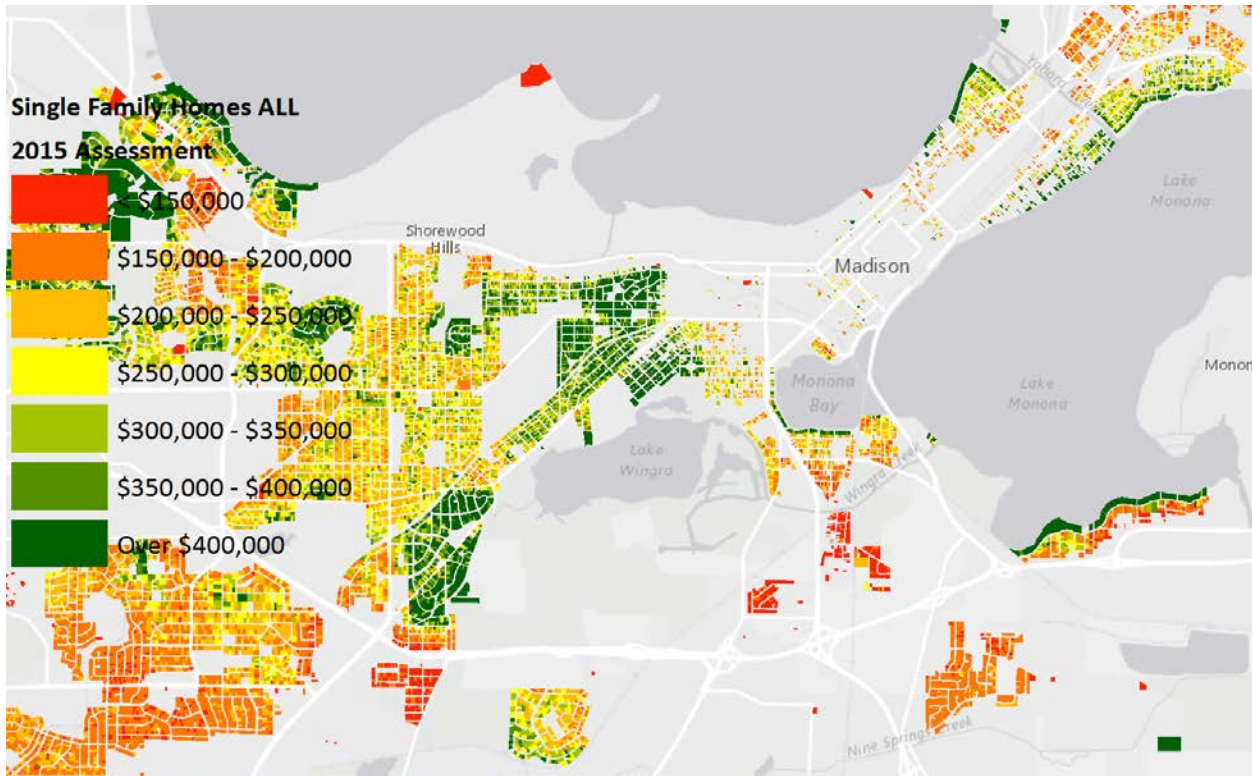 Single Family Homes ALL
2015 Assessment
< $150,000
$150,000 - $200,000
$200,000 - $250,000
$250,000 - $300,000
$300,000 - $350,000
$350,000 - $400,000
Over $400,000
Shorewood
Hills
Madison
Yahara
Lake
Monona
Monona
Bay
Lake
Monona
Monon
Lake
Wingra
Wingra Creek
Nine Springs Creek